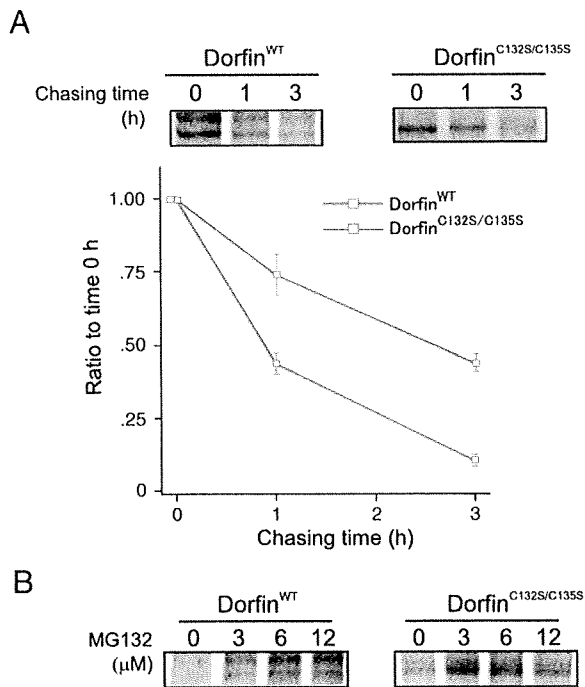 A
Dorfin^WT Dorfin^C132S/C135S
Chasing time (h) 0 1 3 0 1 3
Dorfin^WT
Dorfin^C132S/C135S
1.00
.75
.50
.25
0
Ratio to time 0 h
0 1 2 3
Chasing time (h)
B
Dorfin^WT Dorfin^C132S/C135S
MG132 (μM) 0 3 6 12 0 3 6 12